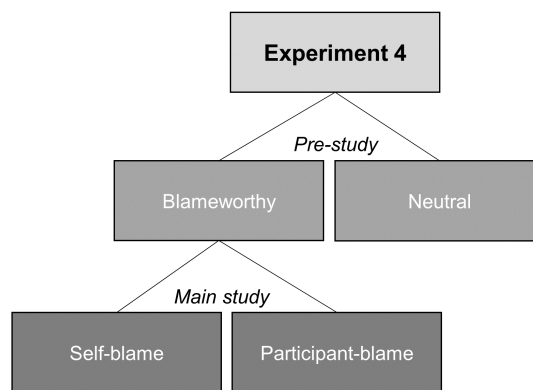 Experiment 4
Pre-study
Blameworthy
Neutral
Main study
Self-blame
Participant-blame